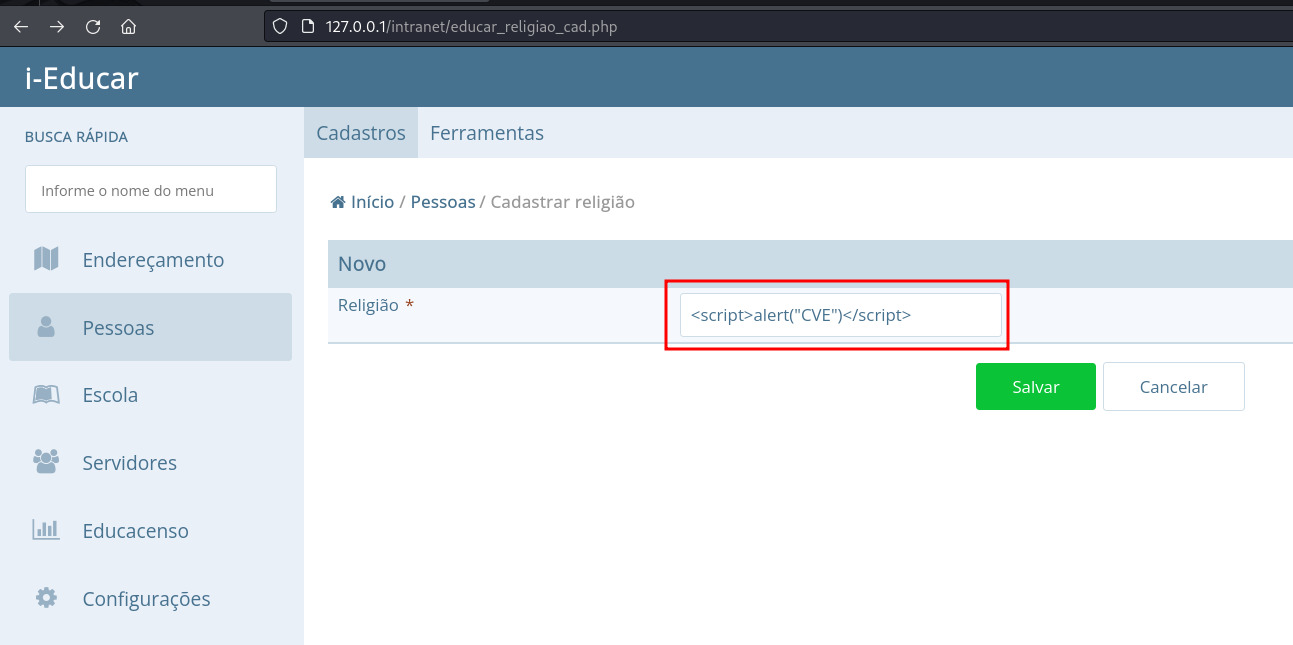 127.0.0.1/intranet/educar_religiao_cad.php
i-Educar
BUSCA RÁPIDA
Informe o nome do menu
Endereçamento
Pessoas
Escola
Servidores
Educacenso
Configurações
Cadastros Ferramentas
Início / Pessoas / Cadastrar religião
Novo
Religião * <script>alert("CVE")</script>
Salvar Cancelar